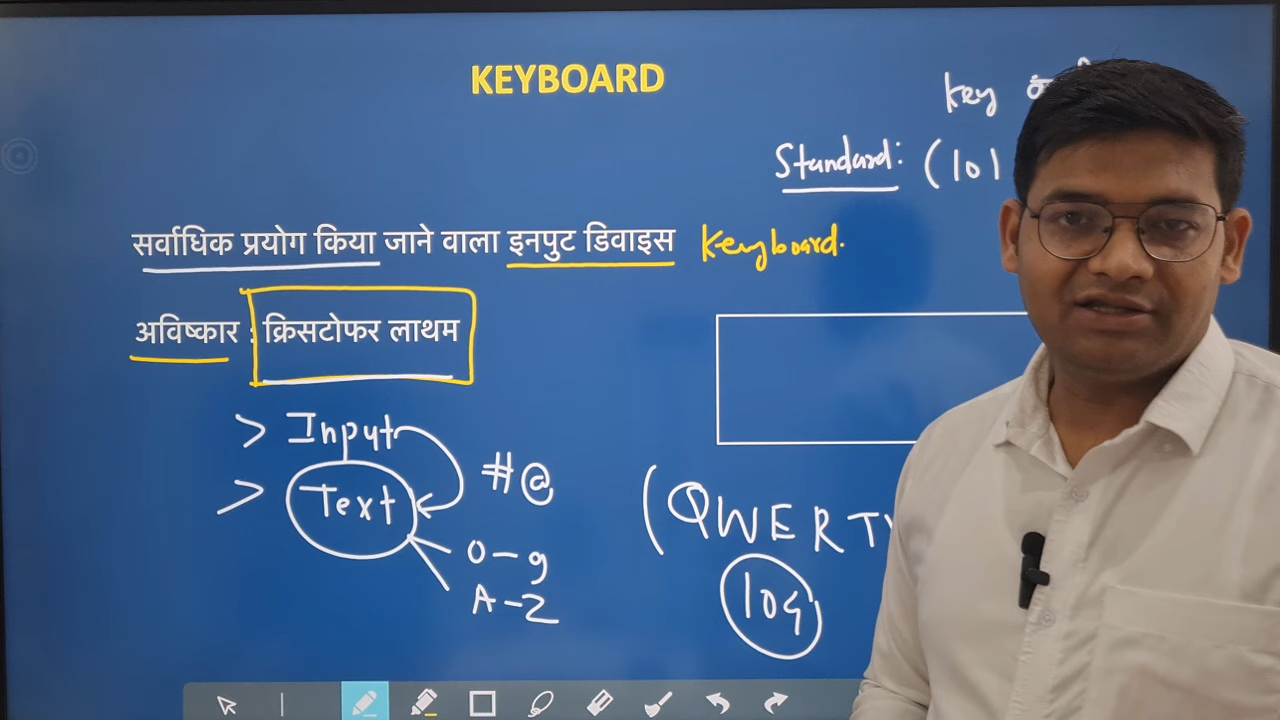 KEYBOARD
Key
Standard: (101
सर्वाधिक प्रयोग किया जाने वाला इनपुट डिवाइस Keyboard.
अविष्कार : क्रिसटोफर लाथम
> Input
> Text
#@
0-9
A-Z
(QWERTY
104